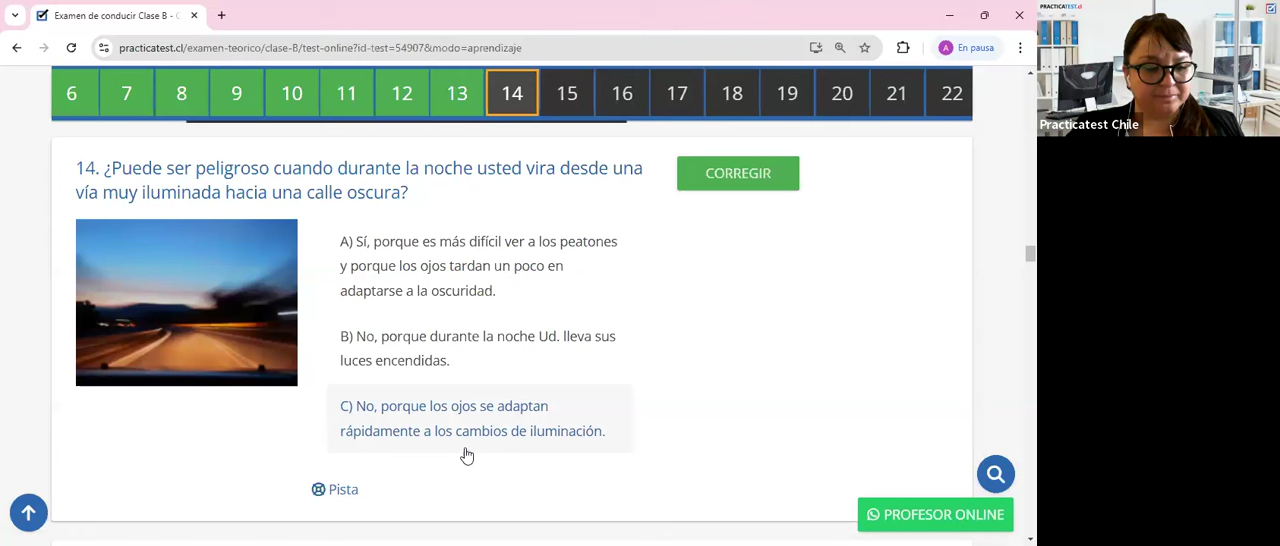 Examen de conducir Clase B - C
practicatest.cl/examen-teorico/clase-B/test-online?id-test=54907&modo=aprendizaje
A En pausa
6 7 8 9 10 11 12 13 14 15 16 17 18 19 20 21 22
14. ¿Puede ser peligroso cuando durante la noche usted vira desde una
vía muy iluminada hacia una calle oscura?
CORREGIR
A) Sí, porque es más difícil ver a los peatones
y porque los ojos tardan un poco en
adaptarse a la oscuridad.
B) No, porque durante la noche Ud. lleva sus
luces encendidas.
C) No, porque los ojos se adaptan
rápidamente a los cambios de iluminación.
Pista
PROFESOR ONLINE
PRACTICATEST.cl
Practicatest Chile